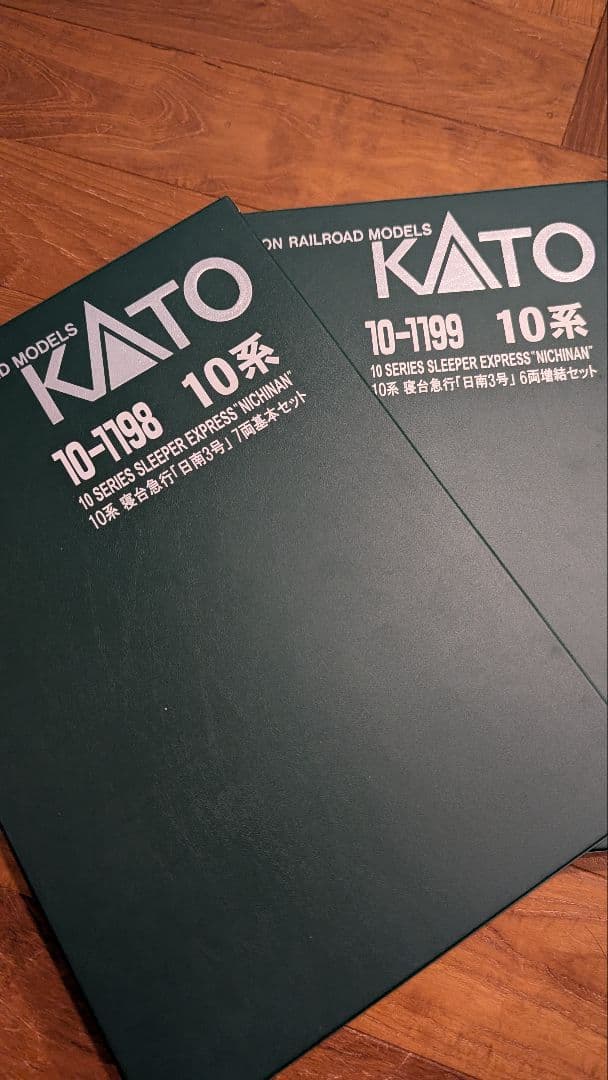 D MODELS
KATO
10-1198 10系
10 SERIES SLEEPER EXPRESS "NICHINAN"
10系 寝台急行「日南3号」7両基本セット
ON RAILROAD MODELS
KATO
10-1199 10系
10 SERIES SLEEPER EXPRESS "NICHINAN"
10系 寝台急行「日南3号」6両増結セット